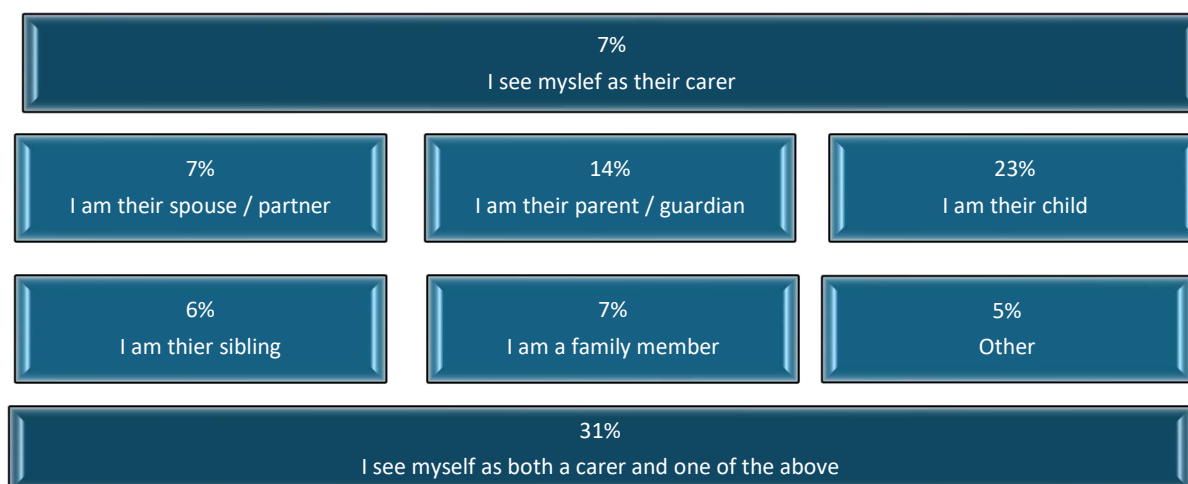 7%
I see myslef as their carer
7%
I am their spouse / partner
14%
I am their parent / guardian
23%
I am their child
6%
I am thier sibling
7%
I am a family member
5%
Other
31%
I see myself as both a carer and one of the above